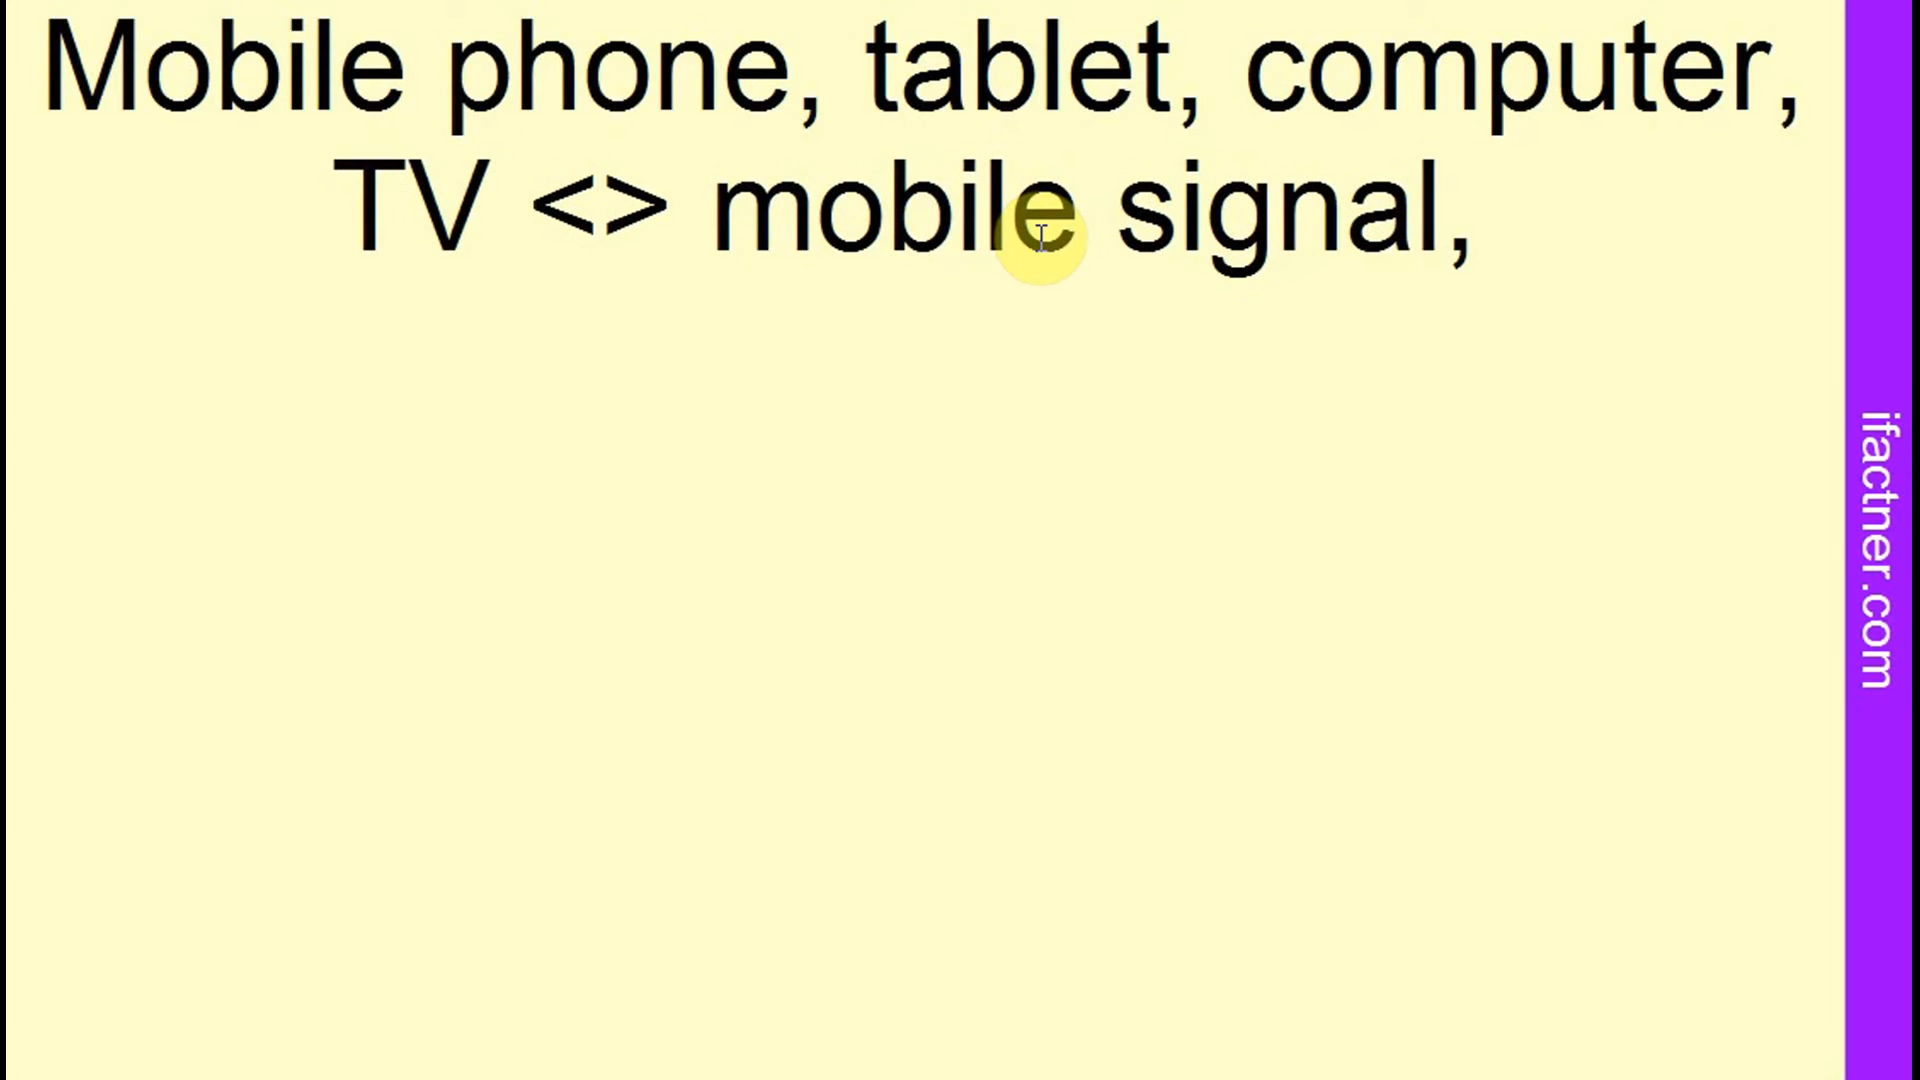 Mobile phone, tablet, computer,
TV <> mobile signal,
ifactner.com